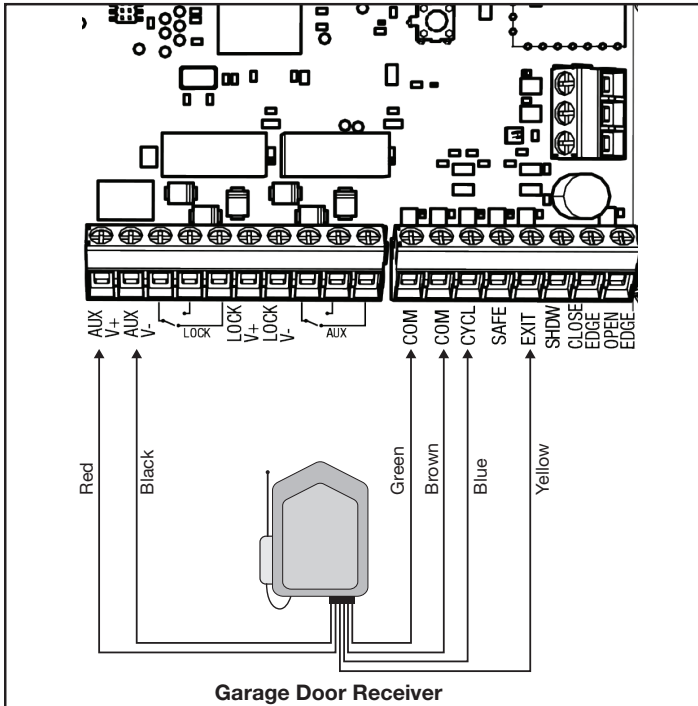 AUX V+
AUX V-
LOCK
LOCK V+
LOCK V-
AUX
COM
COM
CYCL
SAFE
EXIT
SHDW
CLOSE EDGE
OPEN EDGE
Red
Black
Green
Brown
Blue
Yellow
Garage Door Receiver